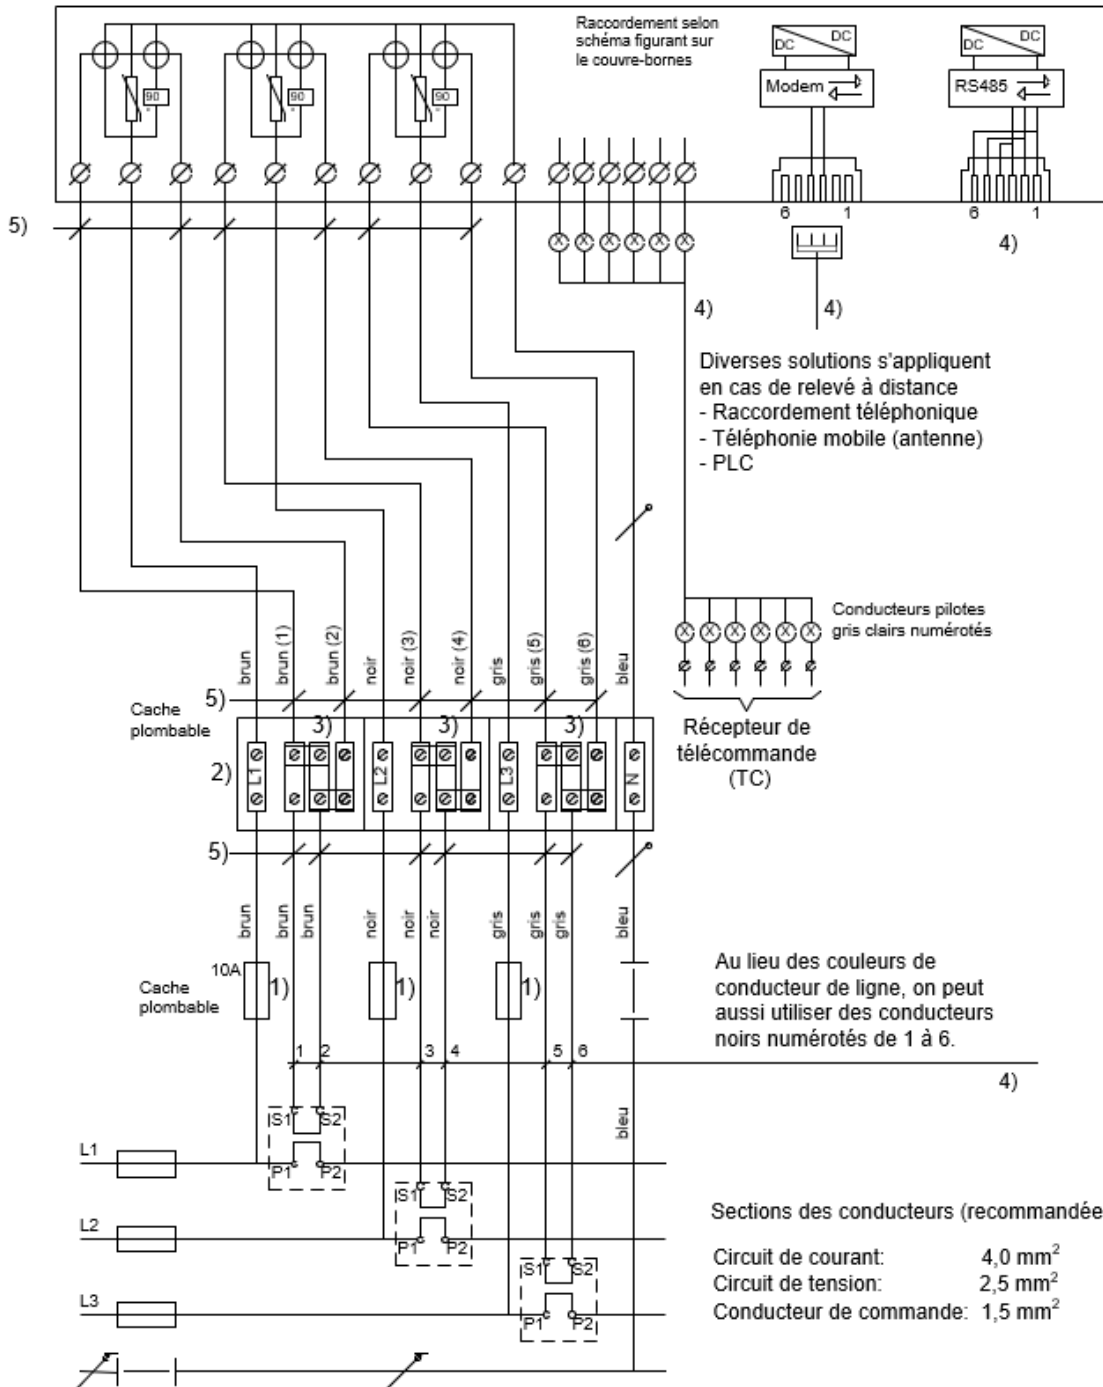 Raccordement selon
schéma figurant sur
le couvre-bornes
DC DC
DC DC
Modem
RS485
90
90
90
6 1
6 1
5)
4)
4)
4)
Diverses solutions s'appliquent
en cas de relevé à distance
- Raccordement téléphonique
- Téléphonie mobile (antenne)
- PLC
Conducteurs pilotes
gris clairs numérotés
brun
brun (1)
brun (2)
noir
noir (3)
noir (4)
gris
gris (5)
gris (6)
bleu
5)
Cache
plombable
3) 3) 3)
Récepteur de
télécommande
(TC)
2)
L1
L2
L3
N
5)
brun
brun
brun
noir
noir
noir
gris
gris
gris
bleu
10A
1) 1) 1)
Cache
plombable
Au lieu des couleurs de
conducteur de ligne, on peut
aussi utiliser des conducteurs
noirs numérotés de 1 à 6.
1 2 3 4 5 6
4)
bleu
S1 S2
L1
P1 P2
S1 S2
L2
P1 P2
S1 S2
L3
P1 P2
Sections des conducteurs (recommandée
Circuit de courant: 4,0 mm²
Circuit de tension: 2,5 mm²
Conducteur de commande: 1,5 mm²